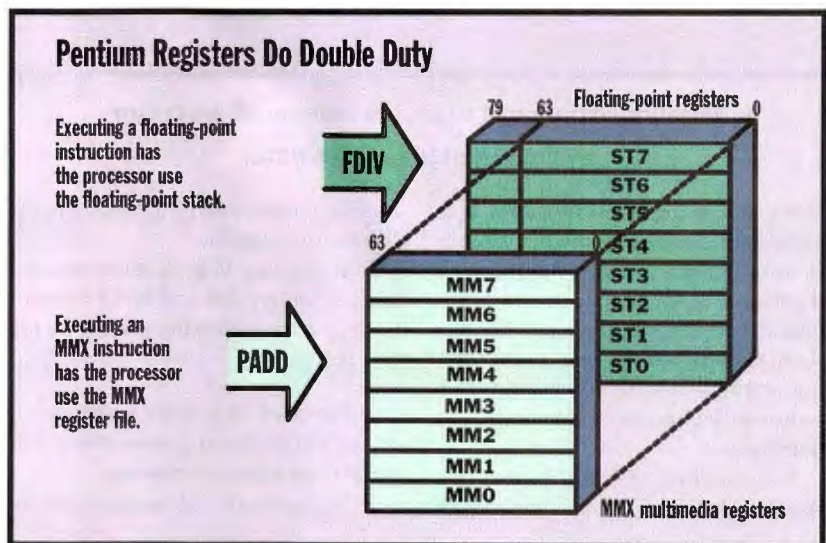 Pentium Registers Do Double Duty
Executing a floating-point
instruction has
the processor use
the floating-point stack.
FDIV
79
63
Floating-point registers
0
ST7
ST6
ST5
ST4
ST3
ST2
ST1
ST0
Executing an
MMX instruction
has the processor
use the MMX
register file.
PADD
63
0
MM7
MM6
MM5
MM4
MM3
MM2
MM1
MM0
MMX multimedia registers